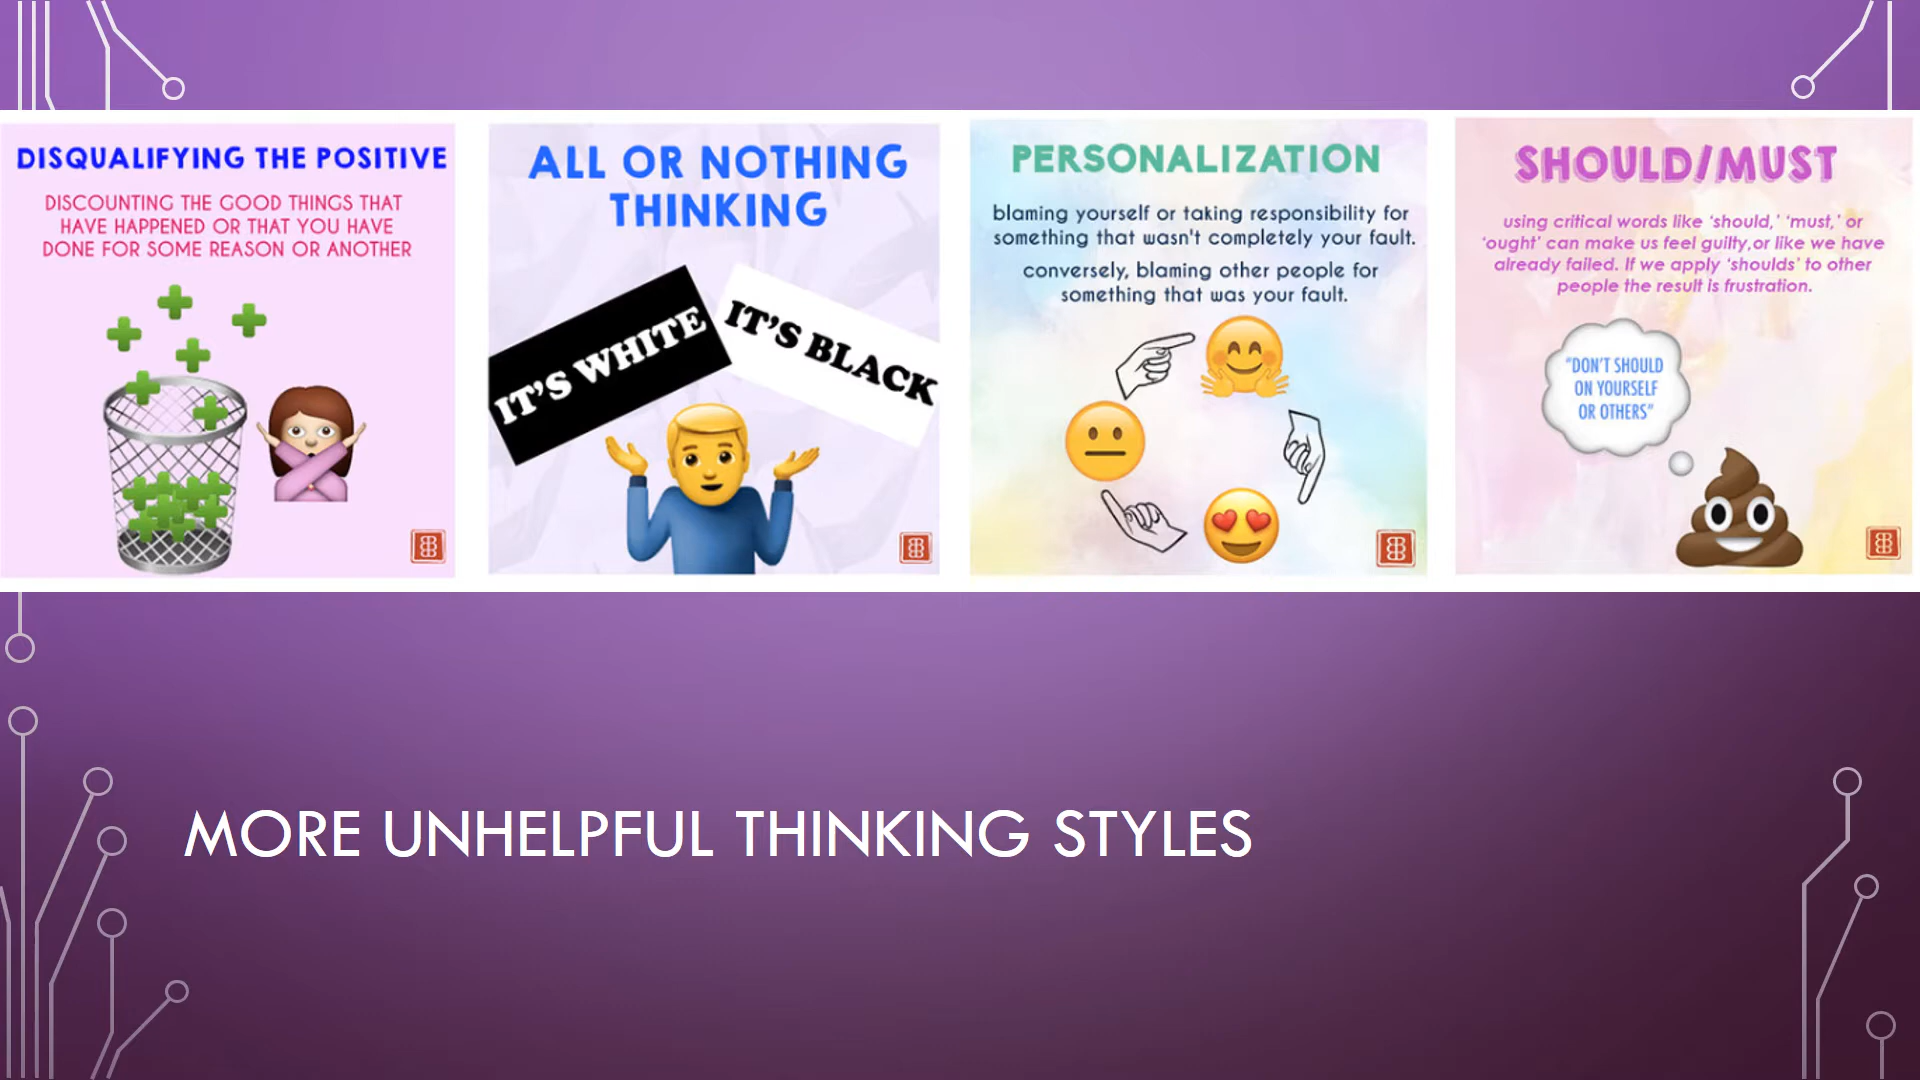 DISQUALIFYING THE POSITIVE
DISCOUNTING THE GOOD THINGS THAT
HAVE HAPPENED OR THAT YOU HAVE
DONE FOR SOME REASON OR ANOTHER
ALL OR NOTHING
THINKING
IT'S WHITE
IT'S BLACK
PERSONALIZATION
blaming yourself or taking responsibility for
something that wasn't completely your fault.
conversely, blaming other people for
something that was your fault.
SHOULD/MUST
using critical words like ‘should,’ ‘must,’ or
‘ought’ can make us feel guilty,or like we have
already failed. If we apply ‘shoulds’ to other
people the result is frustration.
“DON'T SHOULD
ON YOURSELF
OR OTHERS”
MORE UNHELPFUL THINKING STYLES